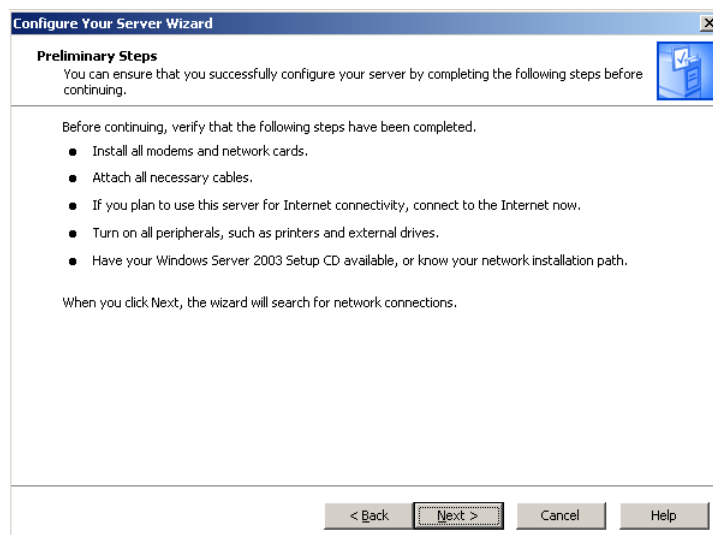 Configure Your Server Wizard
Preliminary Steps
You can ensure that you successfully configure your server by completing the following steps before
continuing.
Before continuing, verify that the following steps have been completed.
● Install all modems and network cards.
● Attach all necessary cables.
● If you plan to use this server for Internet connectivity, connect to the Internet now.
● Turn on all peripherals, such as printers and external drives.
● Have your Windows Server 2003 Setup CD available, or know your network installation path.
When you click Next, the wizard will search for network connections.
< Back Next > Cancel Help